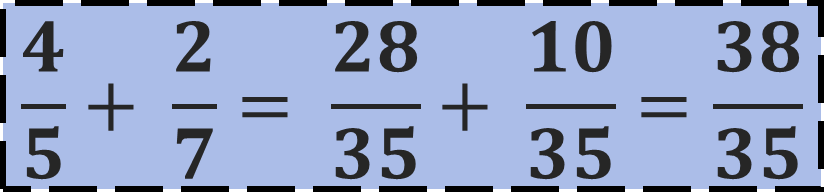 4/5 + 2/7 = 28/35 + 10/35 = 38/35